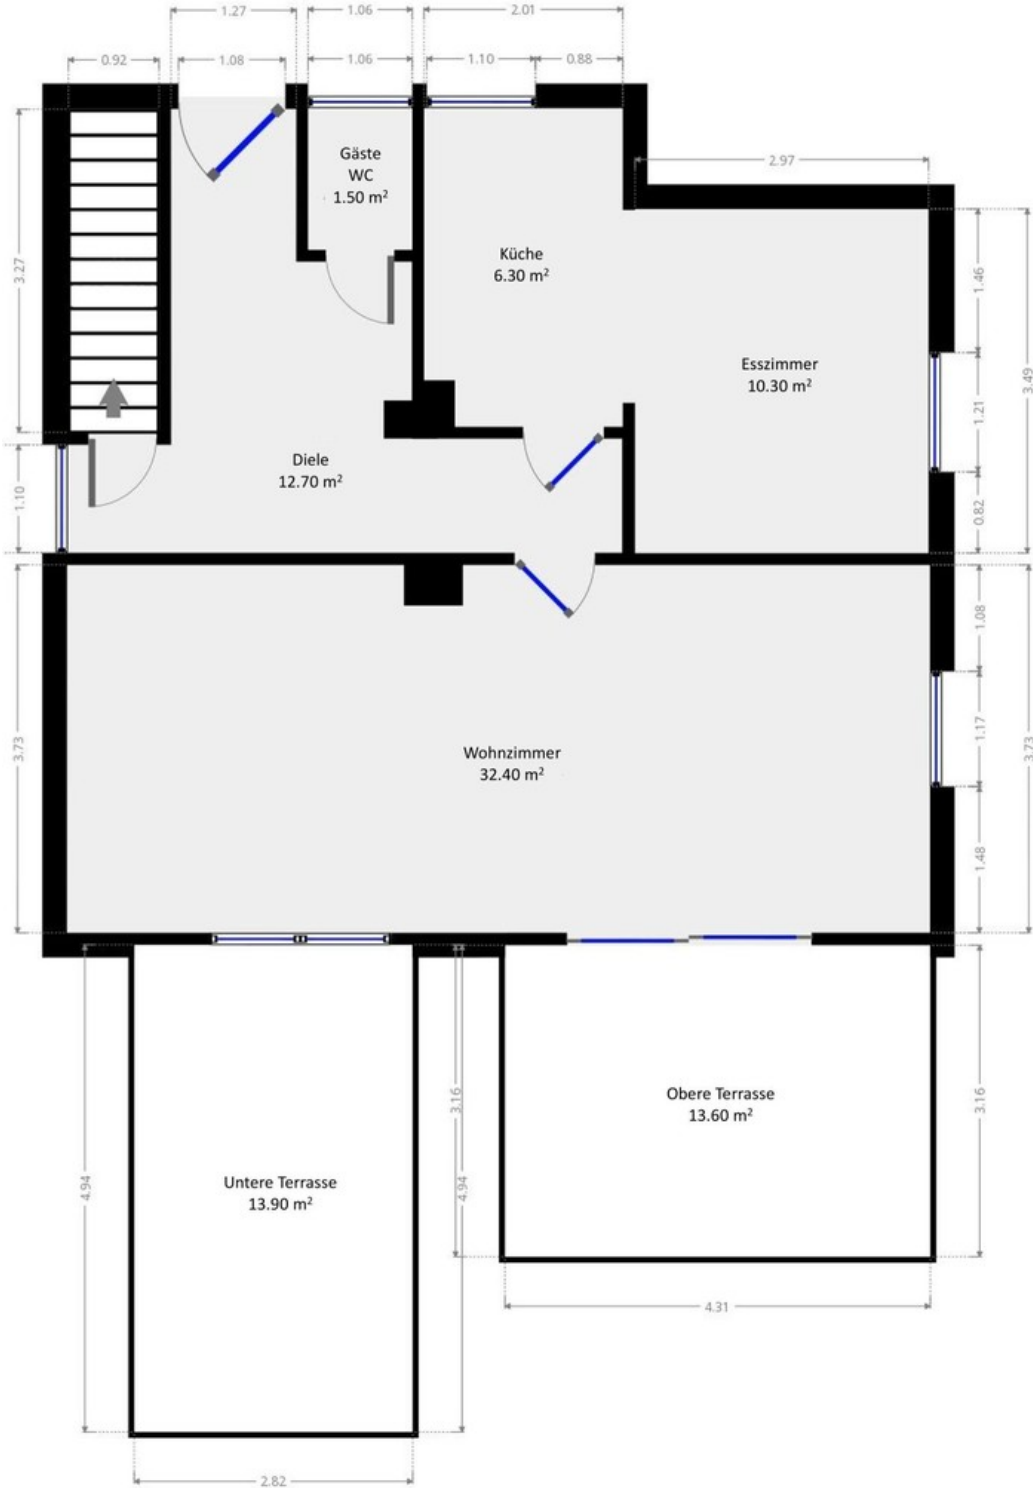 1.27
1.06
2.01
0.92
1.08
1.06
1.10
0.88
Gäste
WC
1.50 m²
2.97
3.27
Küche
6.30 m²
1.46
Esszimmer
10.30 m²
3.49
1.21
Diele
12.70 m²
1.10
0.82
1.08
Wohnzimmer
32.40 m²
3.73
1.17
3.73
1.48
Obere Terrasse
13.60 m²
3.16
3.16
Untere Terrasse
13.90 m²
4.94
4.94
4.31
2.82